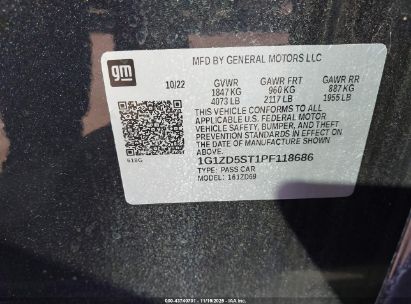 gm
MFD BY GENERAL MOTORS LLC
10/22 GVWR GAWR FRT GAWR RR
1847 KG 960 KG 887 KG
4073 LB 2117 LB 1955 LB
THIS VEHICLE CONFORMS TO ALL
APPLICABLE U.S. FEDERAL MOTOR
VEHICLE SAFETY, BUMPER, AND THEFT
PREVENTION STANDARDS IN EFFECT
ON THE DATE OF MANUFACTURE
SHOWN ABOVE.
1G1ZD5ST1PF118686
TYPE: PASS CAR
MODEL: 161ZD69